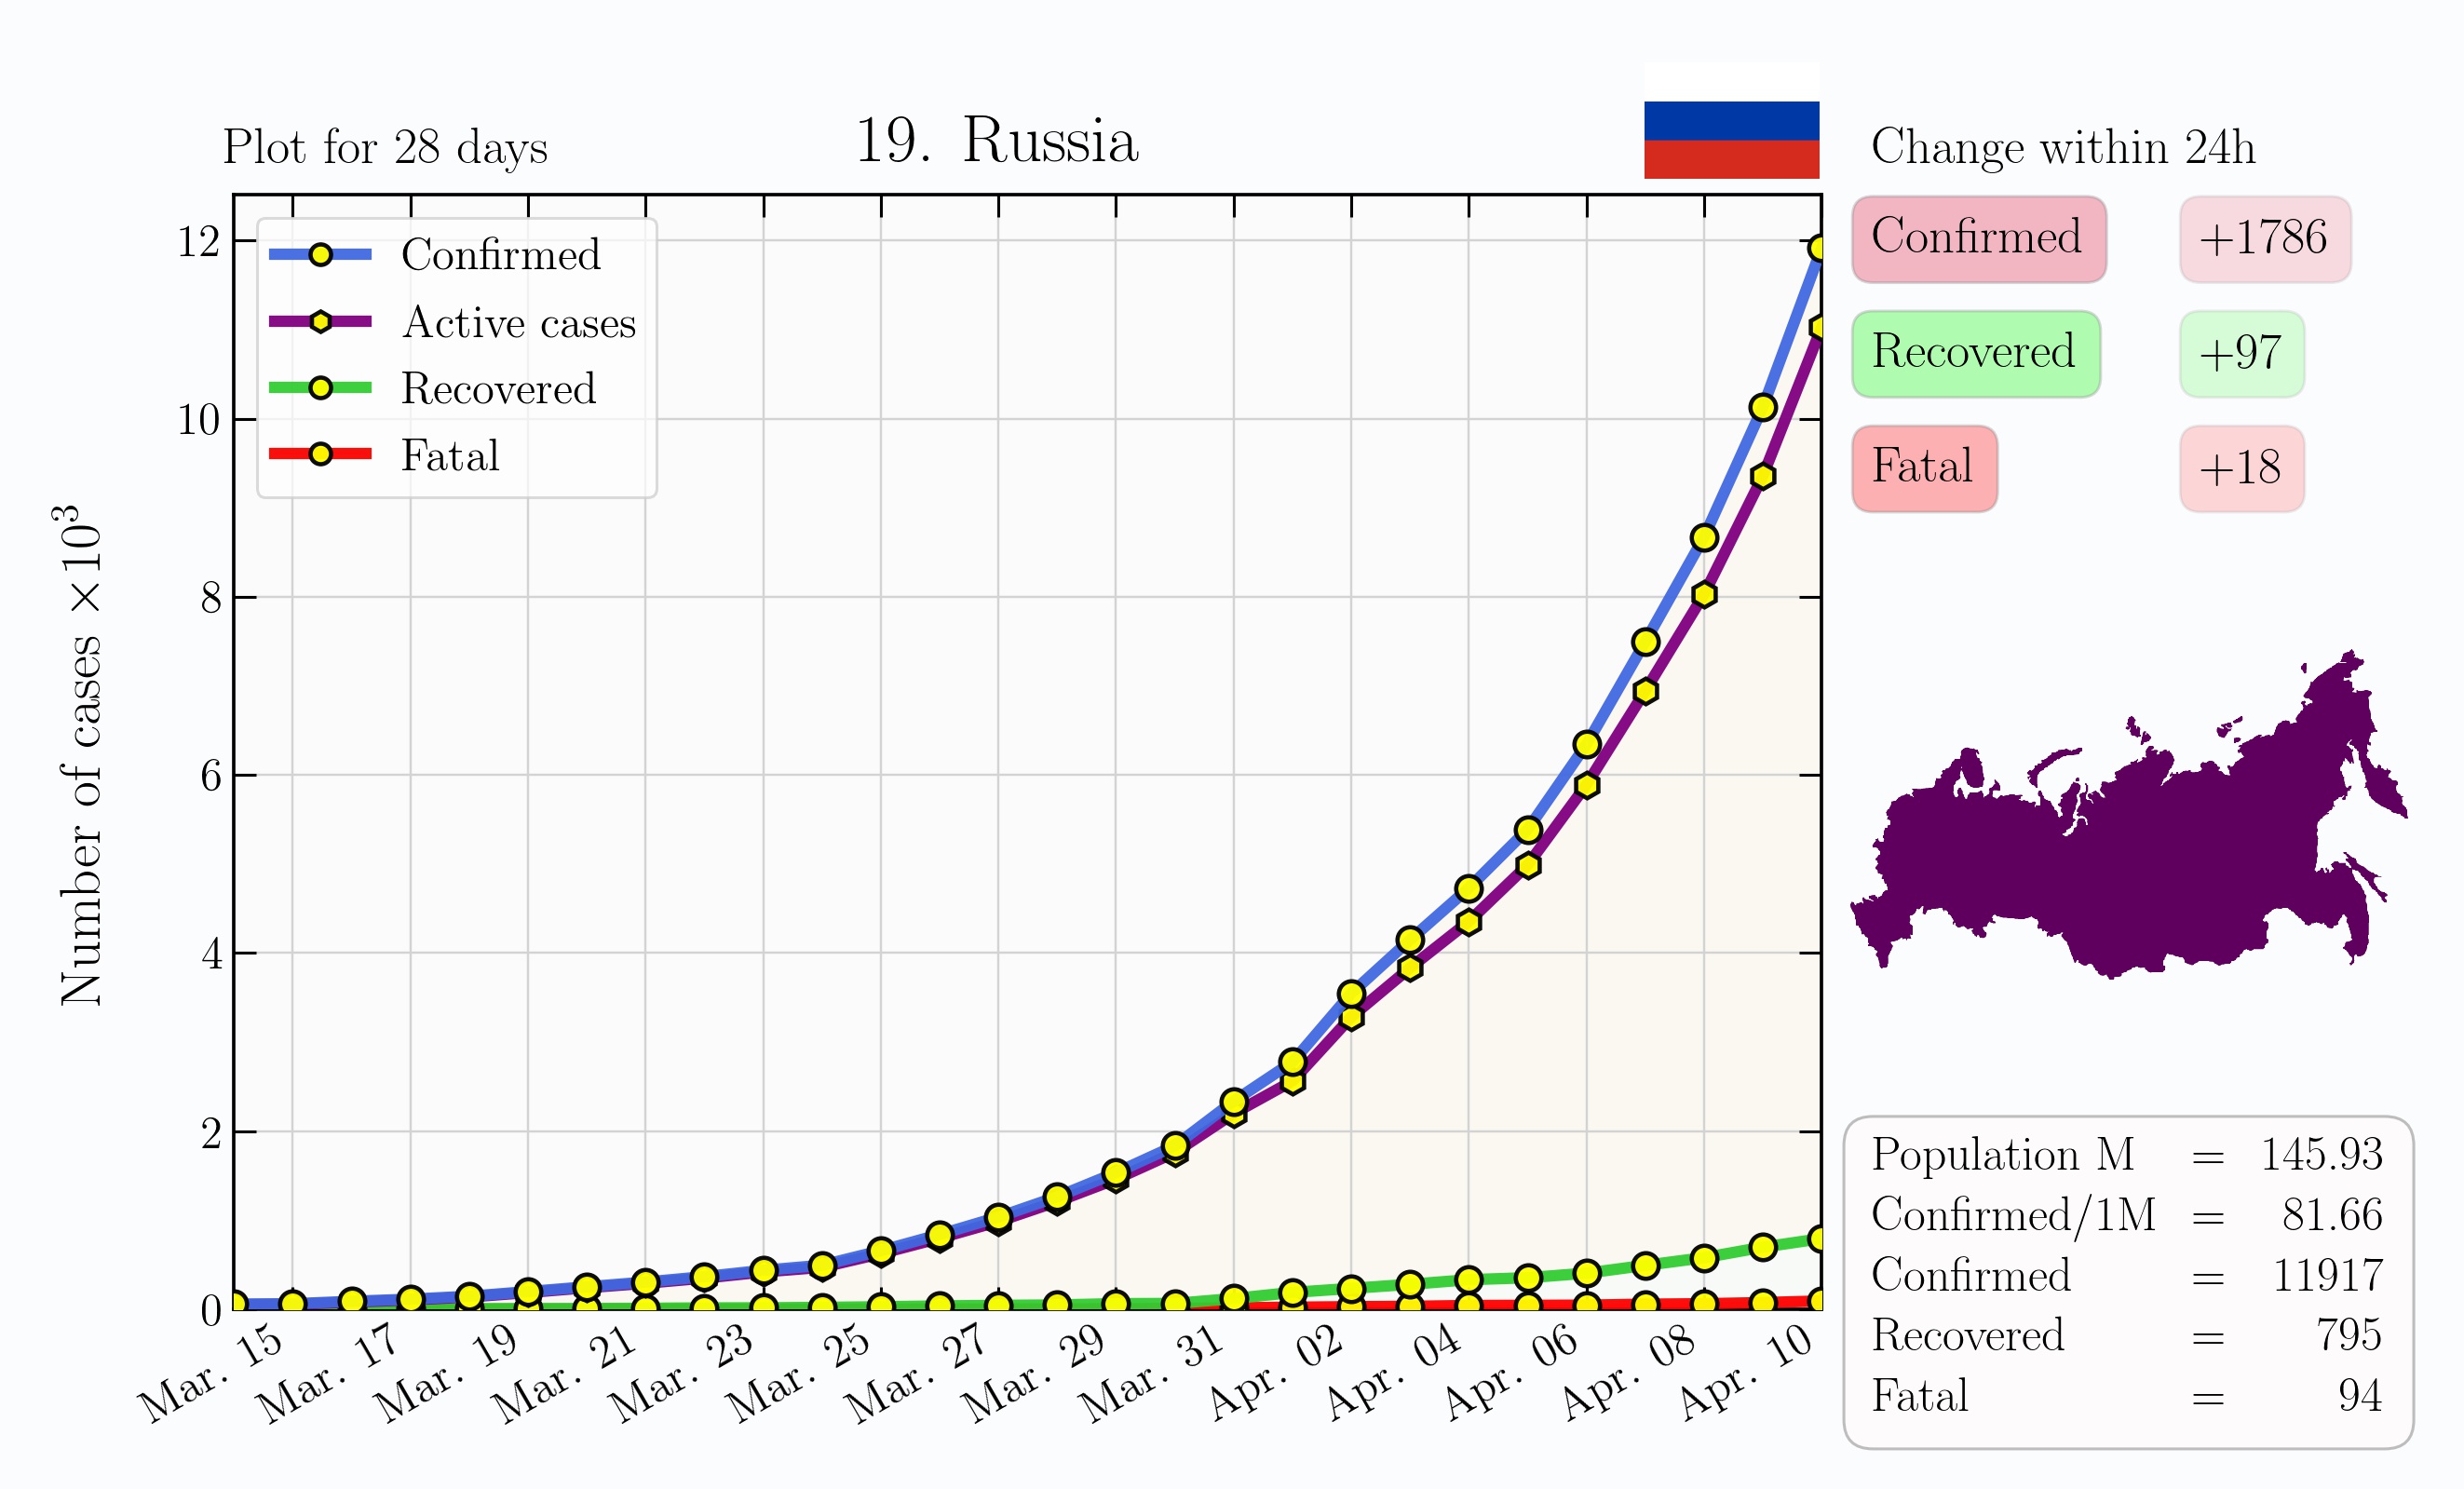 Plot for 28 days
19. Russia
Change within 24h
Confirmed +1786
Recovered +97
Fatal +18
Confirmed
Active cases
Recovered
Fatal
Number of cases ×10³
12
10
8
6
4
2
0
Mar. 15
Mar. 17
Mar. 19
Mar. 21
Mar. 23
Mar. 25
Mar. 27
Mar. 29
Mar. 31
Apr. 02
Apr. 04
Apr. 06
Apr. 08
Apr. 10
Population M = 145.93
Confirmed/1M = 81.66
Confirmed = 11917
Recovered = 795
Fatal = 94